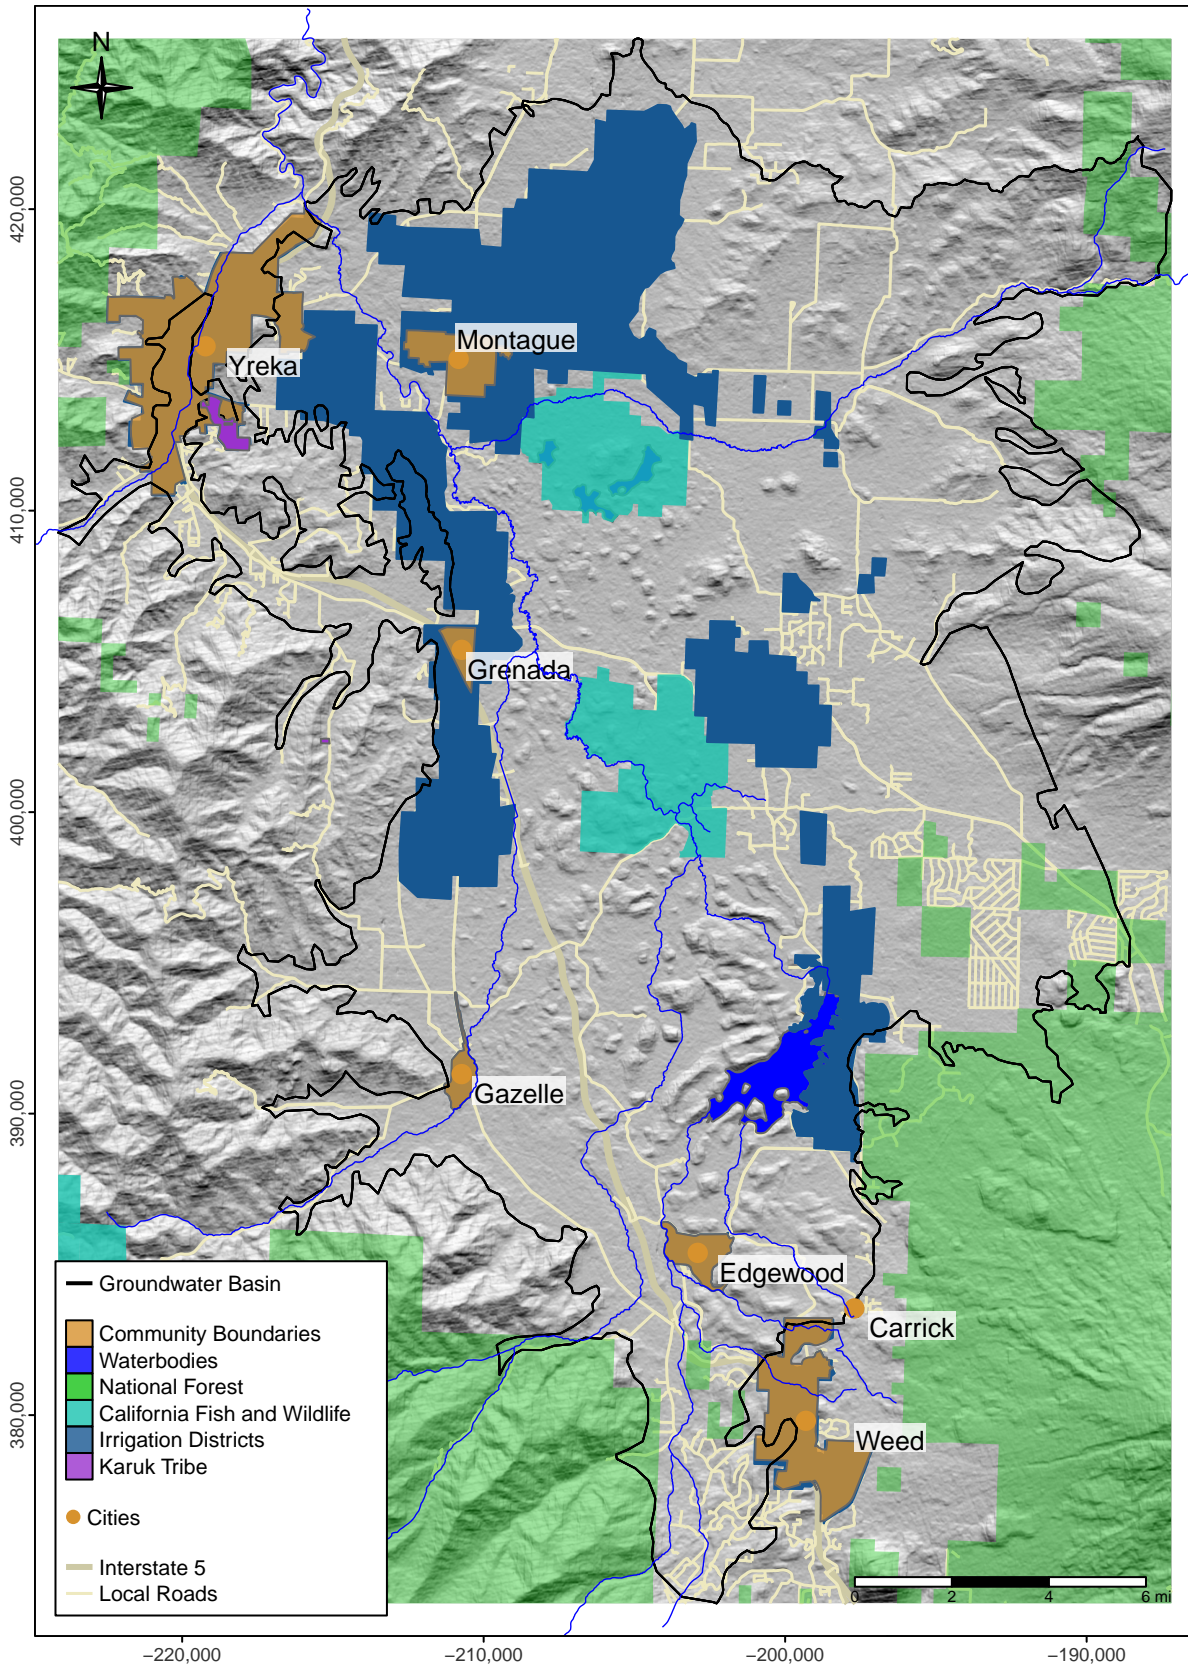 N
420,000
410,000
400,000
390,000
380,000
Yreka
Montague
Grenada
Gazelle
Edgewood
Carrick
Weed
Groundwater Basin
Community Boundaries
Waterbodies
National Forest
California Fish and Wildlife
Irrigation Districts
Karuk Tribe
Cities
Interstate 5
Local Roads
0 2 4 6 mi
−220,000 −210,000 −200,000 −190,000